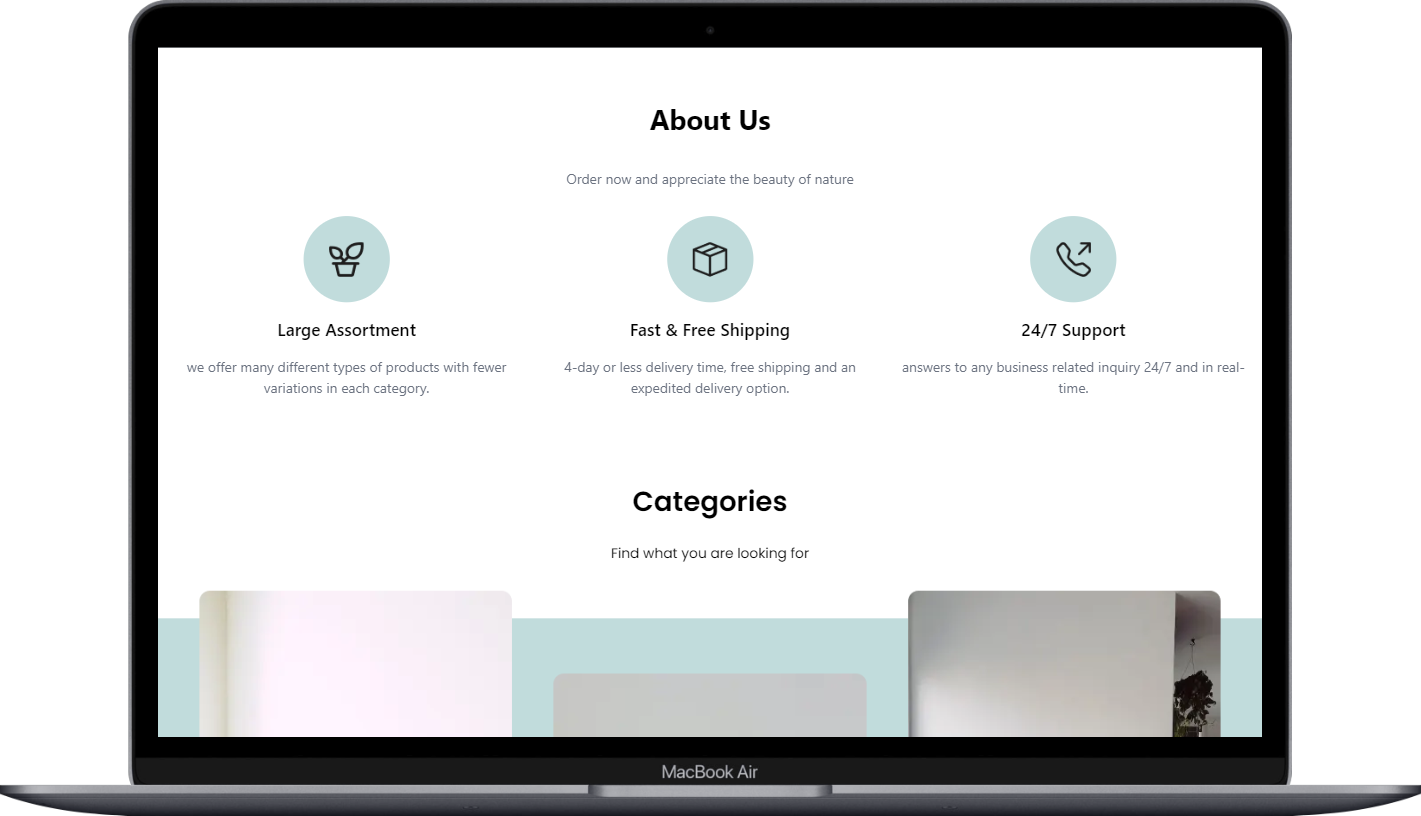 About Us
Order now and appreciate the beauty of nature
Large Assortment
Fast & Free Shipping
24/7 Support
we offer many different types of products with fewer
variations in each category.
4-day or less delivery time, free shipping and an
expedited delivery option.
answers to any business related inquiry 24/7 and in real-
time.
Categories
Find what you are looking for
MacBook Air